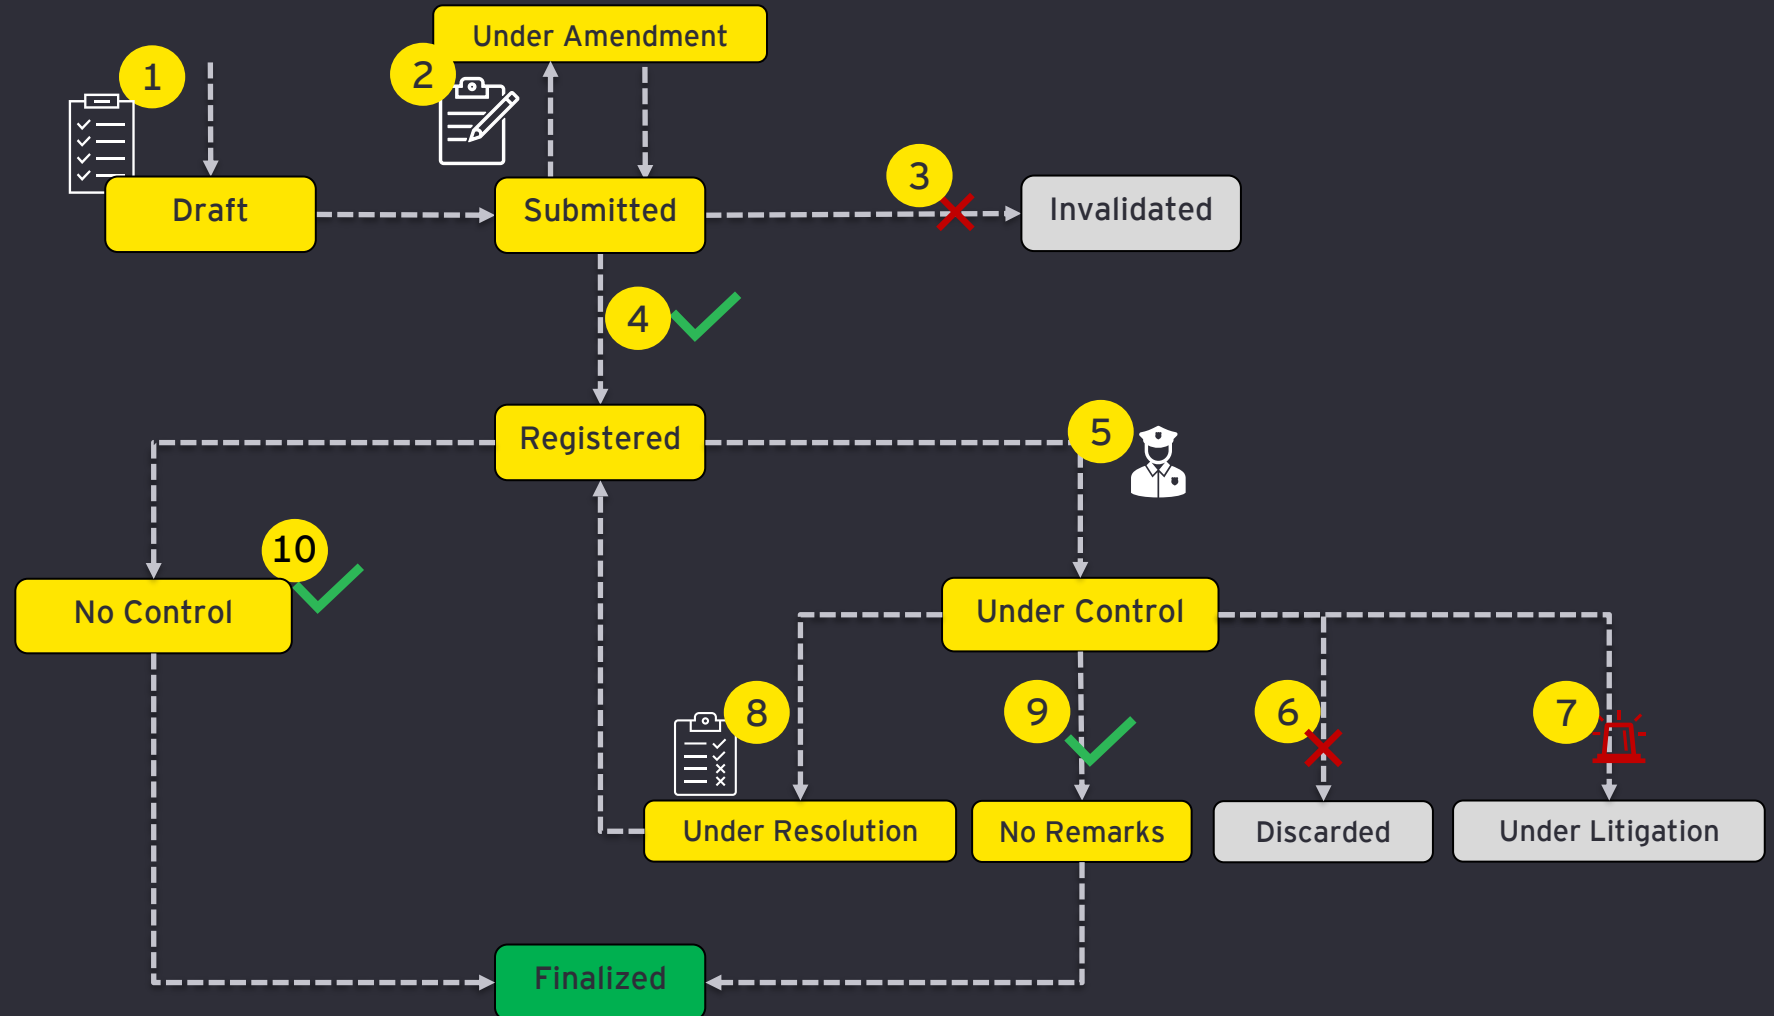 Under Amendment
1
2
Draft
Submitted
3
Invalidated
4
Registered
5
10
No Control
Under Control
8
9
6
7
Under Resolution
No Remarks
Discarded
Under Litigation
Finalized